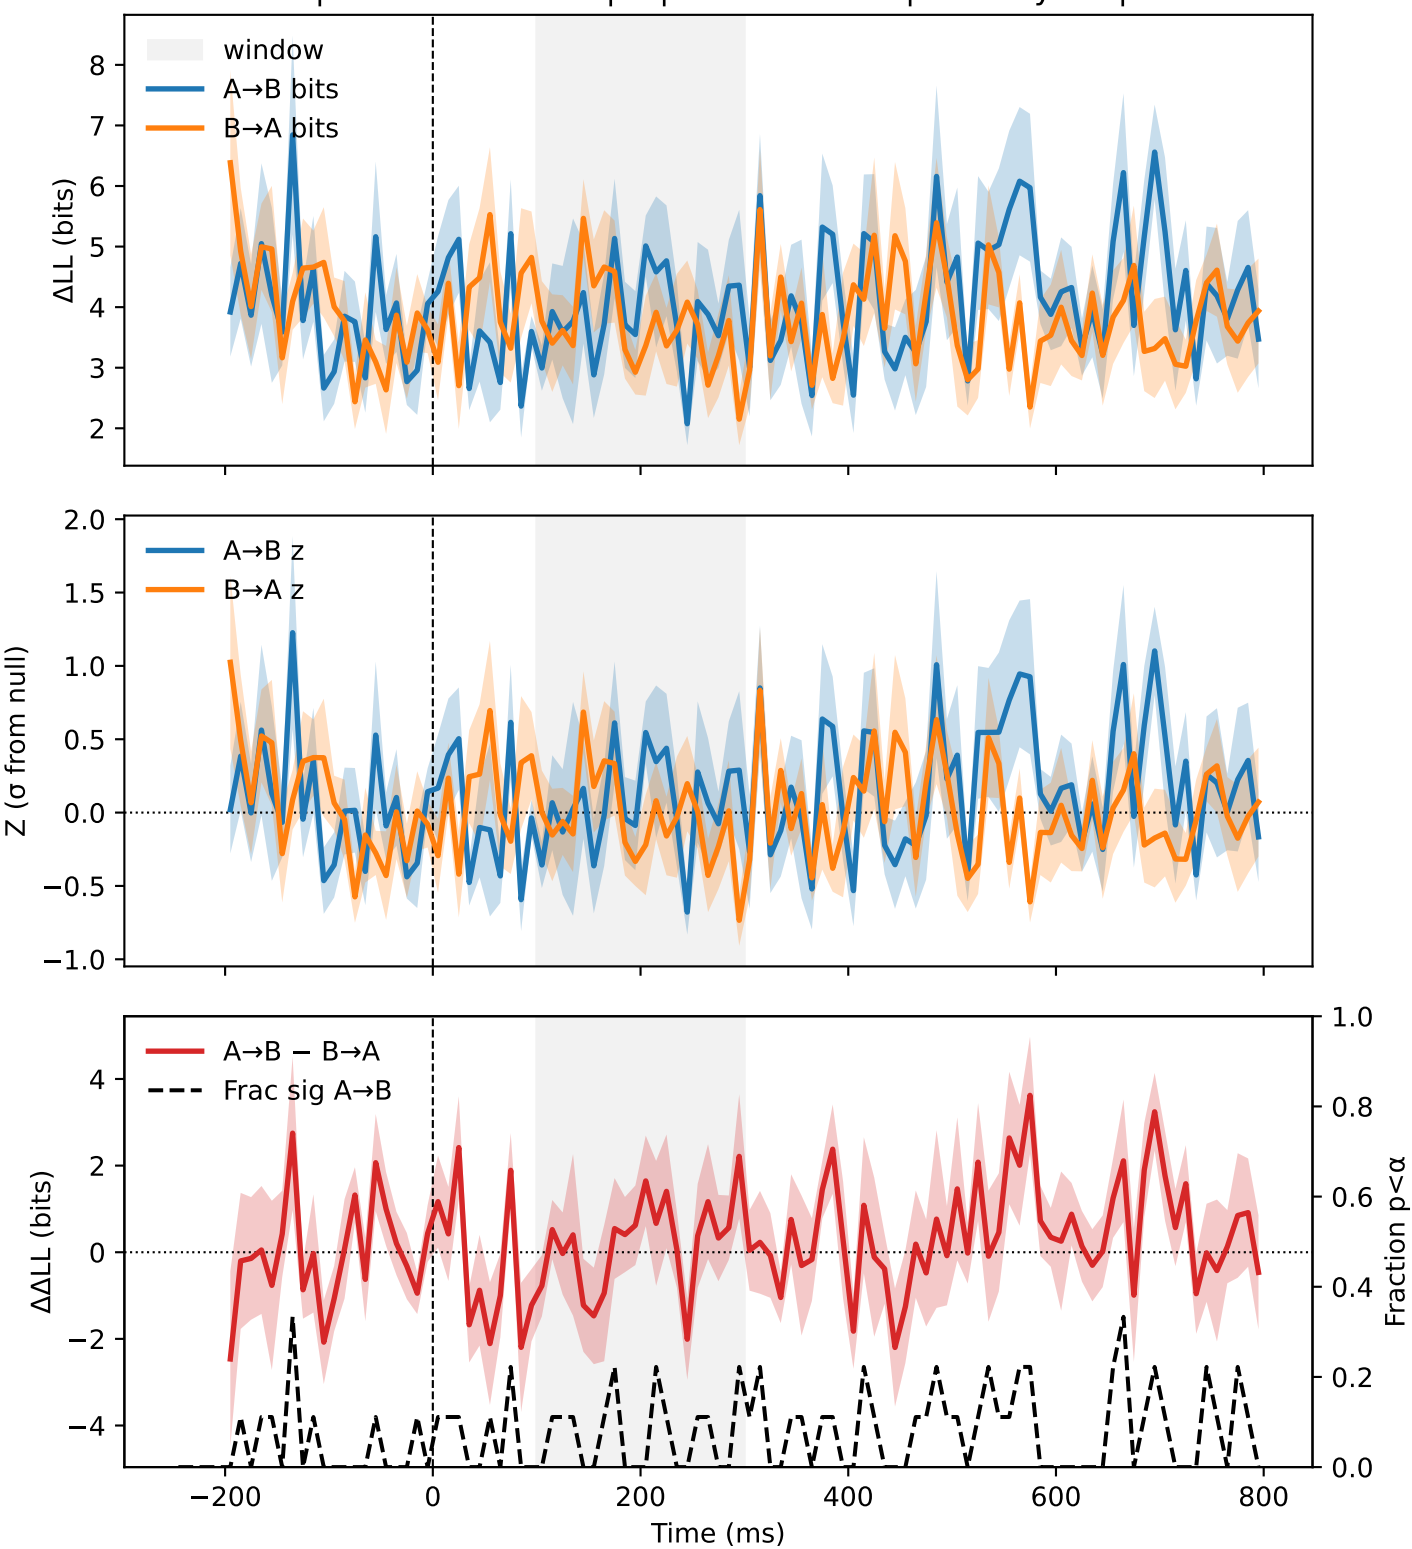 8
7
6
5
4
3
2
ΔLL (bits)
window
A→B bits
B→A bits
2.0
1.5
1.0
0.5
0.0
−0.5
−1.0
Z (σ from null)
A→B z
B→A z
4
2
0
−2
−4
ΔΔLL (bits)
A→B − B→A
Frac sig A→B
1.0
0.8
0.6
0.4
0.2
0.0
Fraction p<α
−200 0 200 400 600 800
Time (ms)